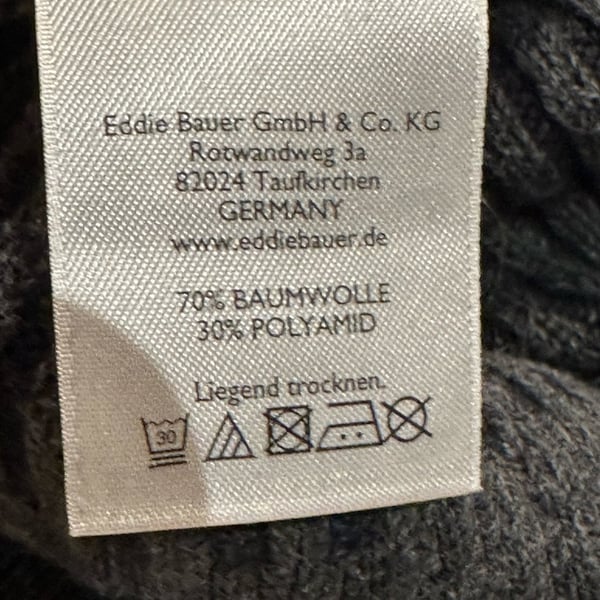 Eddie Bauer GmbH & Co. KG
Rotwandweg 3a
82024 Taufkirchen
GERMANY
www.eddiebauer.de
70% BAUMWOLLE
30% POLYAMID
Liegend trocknen.
30